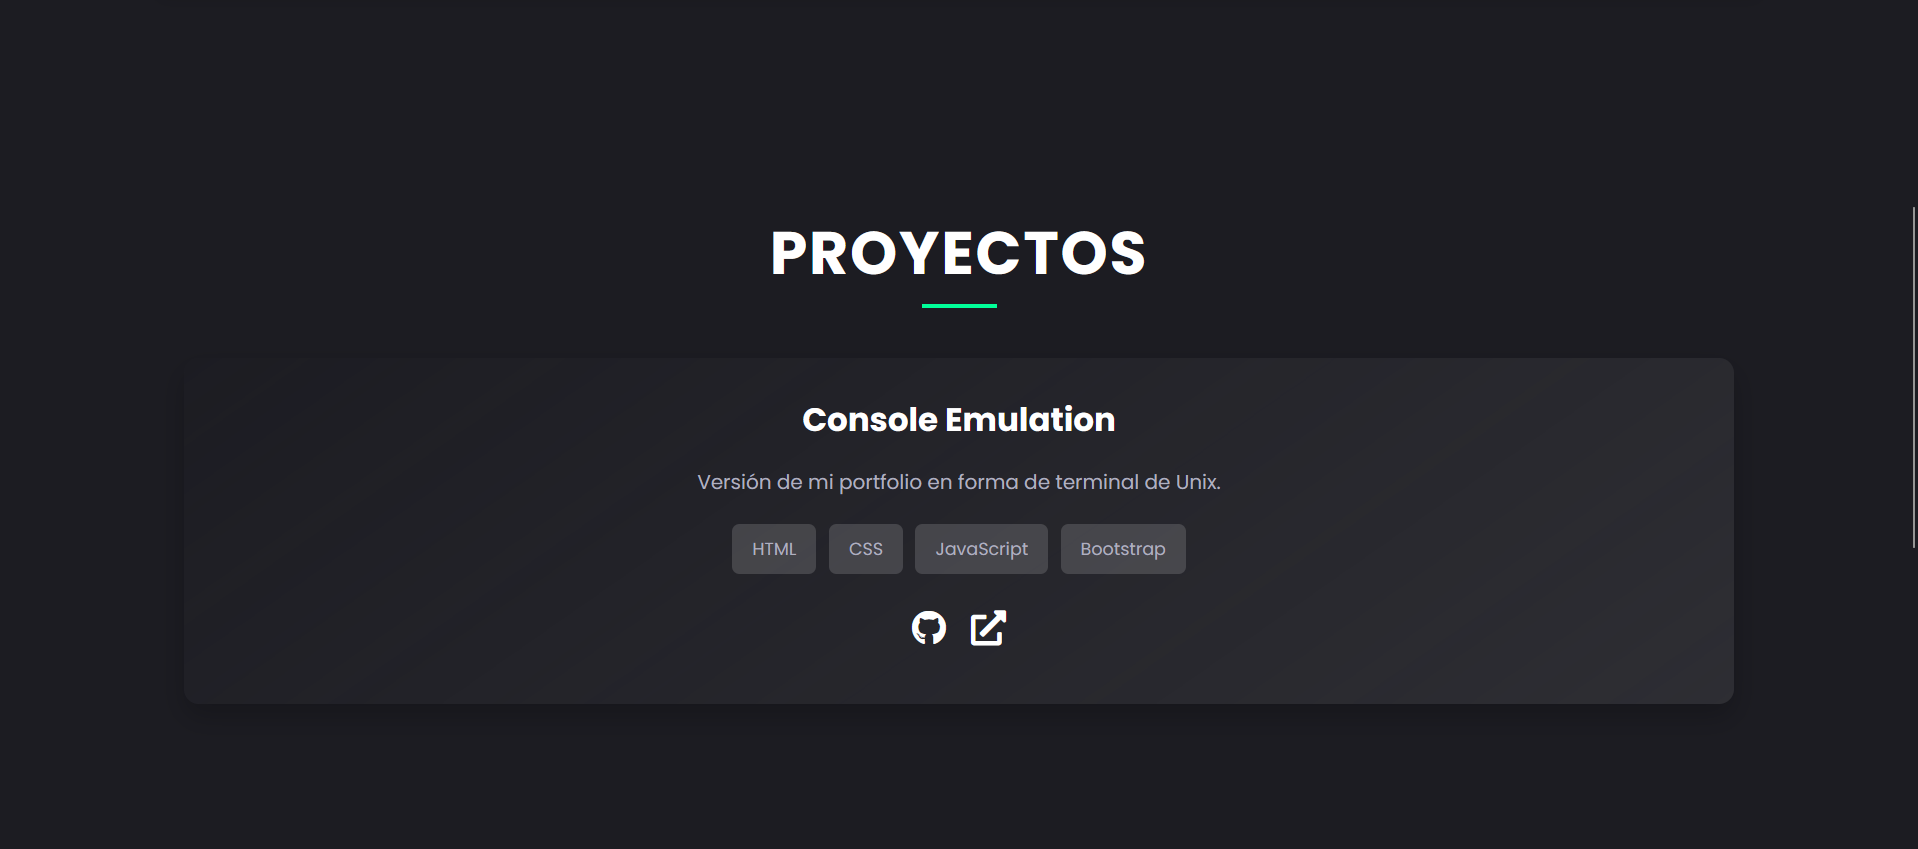 PROYECTOS
Console Emulation
Versión de mi portfolio en forma de terminal de Unix.
HTML CSS JavaScript Bootstrap